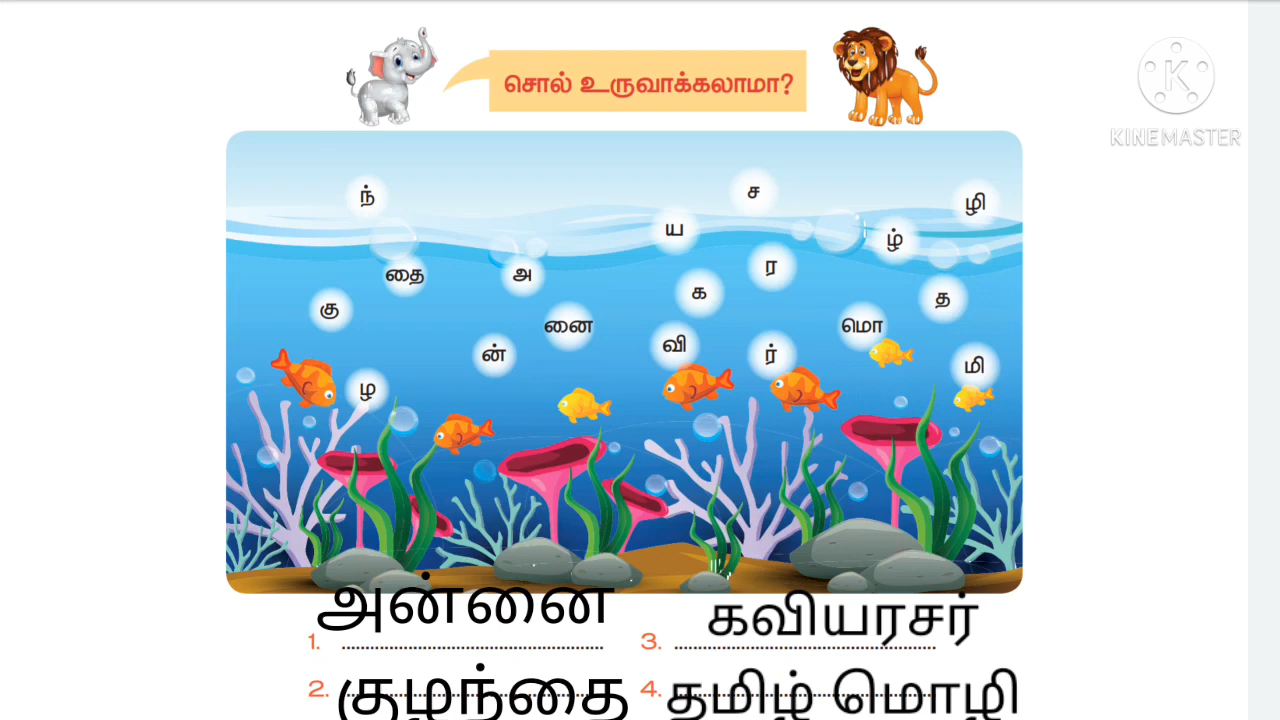 சொல் உருவாக்கலாமா?
K
KINEMASTER
ந்
ச
ழி
ய
ழ்
தை
அ
ர
கு
க
த
னை
மொ
ன்
வி
ர்
மி
ழ
1. அன்னை
3. கவியரசர்
2. குழந்தை
4. தமிழ் மொழி